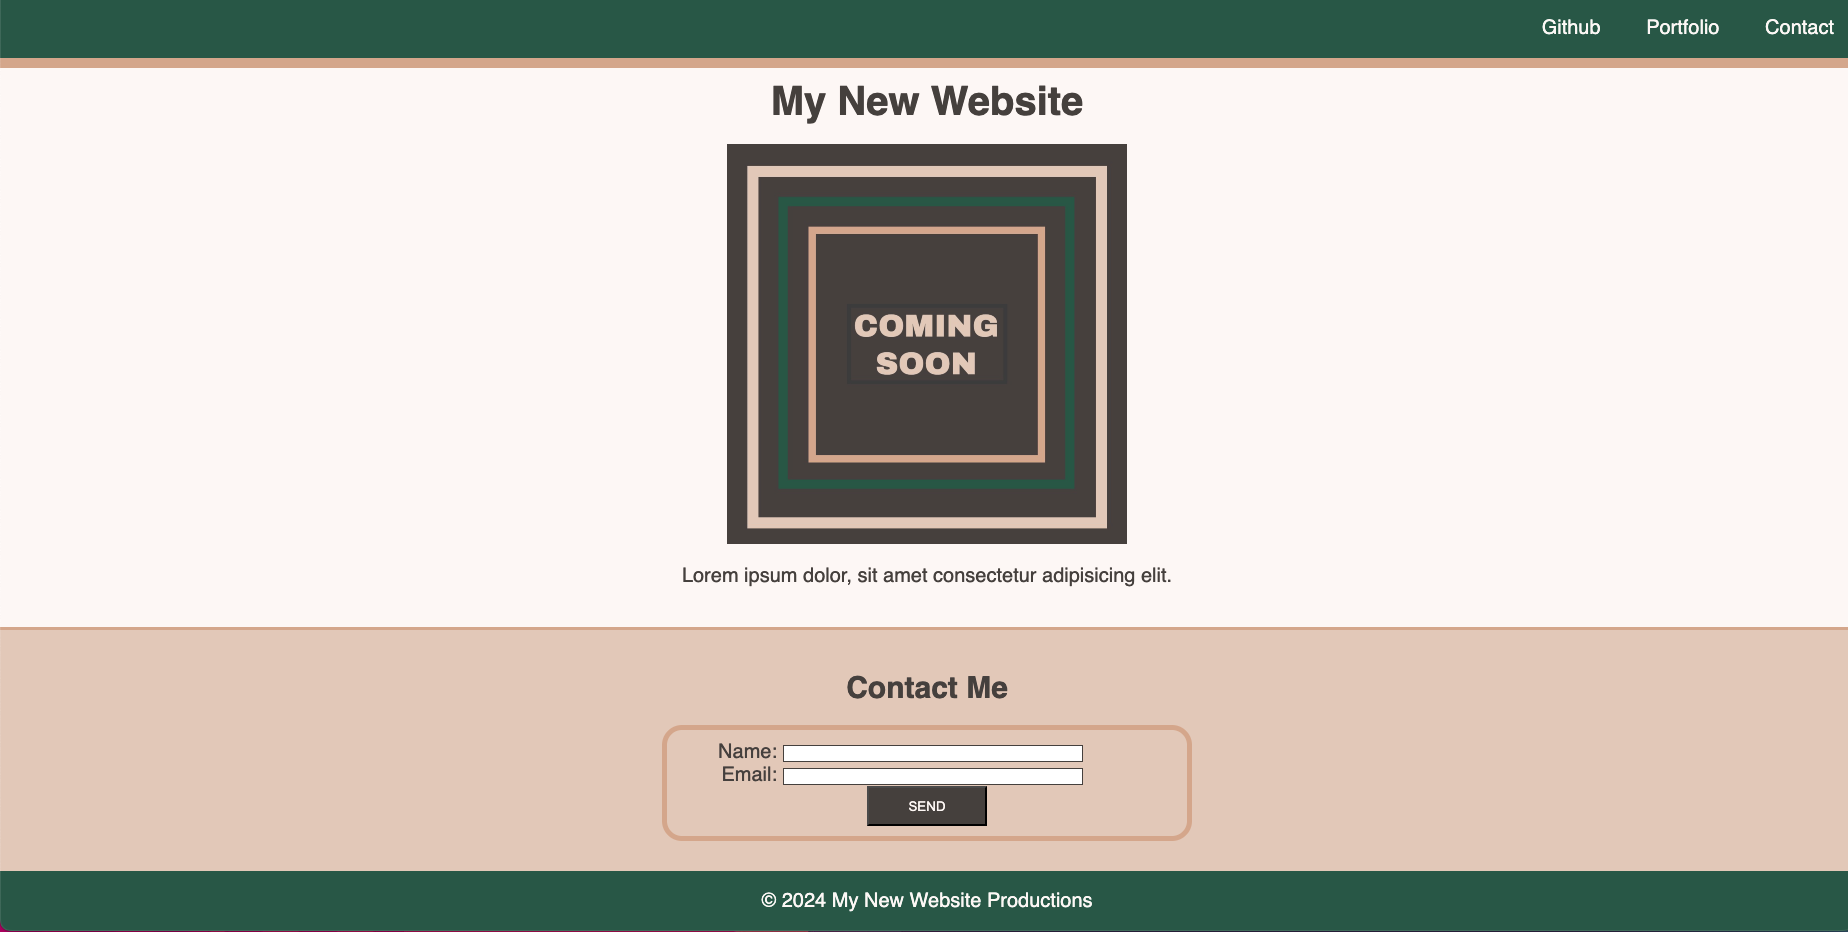 Github Portfolio Contact
My New Website
COMING
SOON
Lorem ipsum dolor, sit amet consectetur adipisicing elit.
Contact Me
Name:
Email:
SEND
© 2024 My New Website Productions